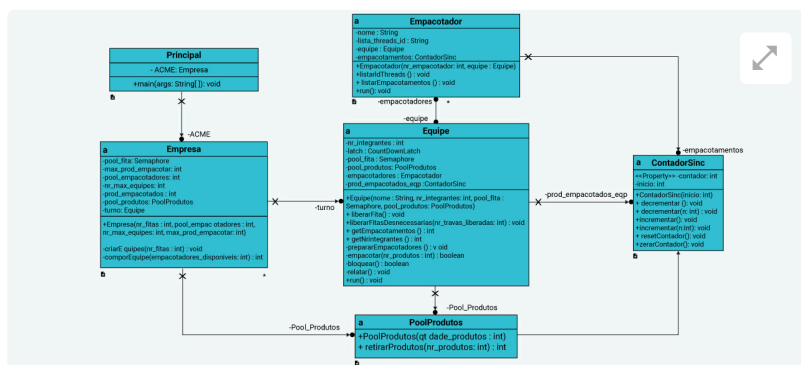 a
Empacotador
-nome : String
-lista_threads_id : String
-equipe : Equipe
-empacotamentos: ContadorSinc
+Empacotador(nr_empacotador: int, equipe : Equipe)
+listarIdThreads () : void
+ listarEmpacotamentos () : void
+run(): void
-empacotadores
*
-equipe
Principal
- ACME: Empresa
+main(args: String[ ]): void
-ACME
a
Empresa
-pool_fita: Semaphore
-max_prod_empacotar: int
-pool_empacotadores: int
-nr_max_equipes: int
-prod_empacotados : int
-pool_produtos: PoolProdutos
-turno: Equipe
+Empresa(nr_fitas : int, pool_empac otadores : int,
nr_max_equipes: int, max_prod_empacotar: int)
-criarE quipes(nr_fitas : int) : void
-comporEquipe(empacotadores_disponiveis: int) : int
*
-turno
a
Equipe
-nr_integrantes : int
-latch : CountDownLatch
-pool_fita : Semaphore
-pool_produtos: PoolProdutos
-empacotadores : Empacotador
-prod_empacotados_eqp :ContadorSinc
+Equipe(nome : String, nr_integrantes: int, pool_fita :
Semaphore, pool_produtos: PoolProdutos)
+ liberarFita() : void
+liberarFitasDesnecessarias(nr_travas_liberadas: int) : void
+ getEmpacotamentos () : int
+ getNrintegrantes () : int
-prepararEmpacotadores () : v oid
-empacotar(nr_produtos : int) : boolean
-bloquear() : boolean
-relatar() : void
+run() : void
-prod_empacotados_eqp
-empacotamentos
a
ContadorSinc
<<Property>> -contador: int
-inicio: int
+ContadorSinc(inicio: int)
+ decrementar (): void
+ decrementar(n: int) : void
+incrementar(): void
+incrementar(n:int): void
+ resetContador(): void
+zerarContador(): void
-Pool_Produtos
-Pool_Produtos
a
PoolProdutos
+PoolProdutos(qt dade_produtos : int)
+ retirarProdutos(nr_produtos: int) : int